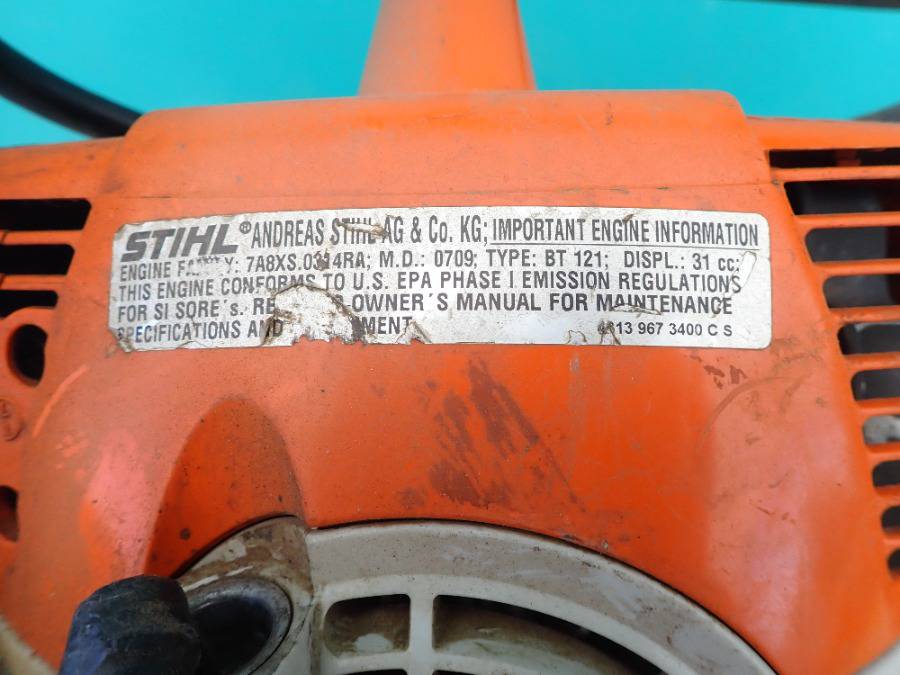 STIHL® ANDREAS STIHL AG & Co. KG; IMPORTANT ENGINE INFORMATION
ENGINE 7A8XS.0314RA; M.D.: 0709; TYPE: BT 121; DISPL.: 31 cc;
THIS ENGINE CONFORMS TO U.S. EPA PHASE I EMISSION REGULATIONS
FOR SI SORE´s. OWNER´S MANUAL FOR MAINTENANCE
SPECIFICATIONS AND
967 3400 C S